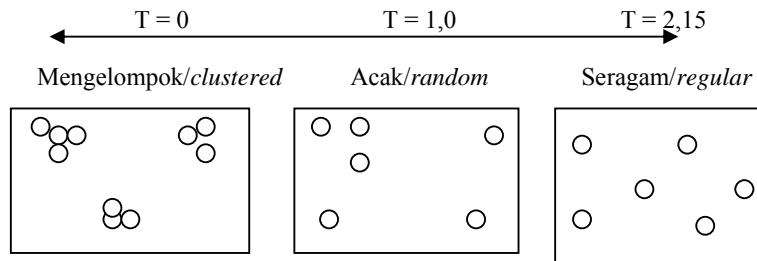 T = 0 T = 1,0 T = 2,15
Mengelompok/clustered Acak/random Seragam/regular